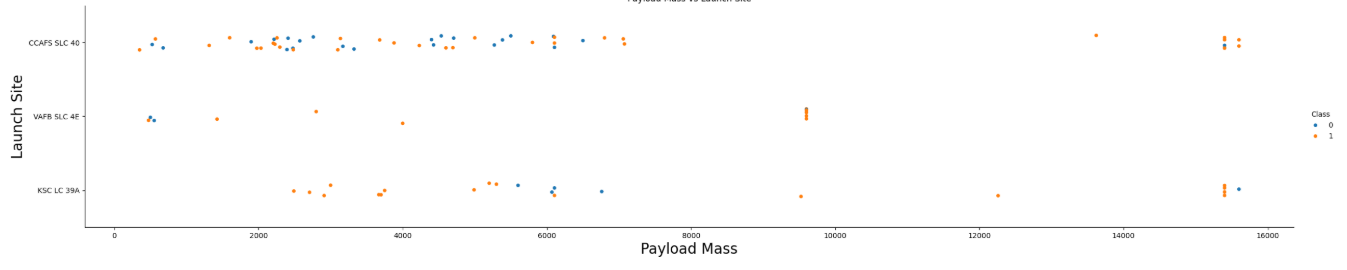 Payload Mass vs Launch Site
Launch Site
CCAFS SLC 40
VAFB SLC 4E
KSC LC 39A
0 2000 4000 6000 8000 10000 12000 14000 16000
Payload Mass
Class
0
1